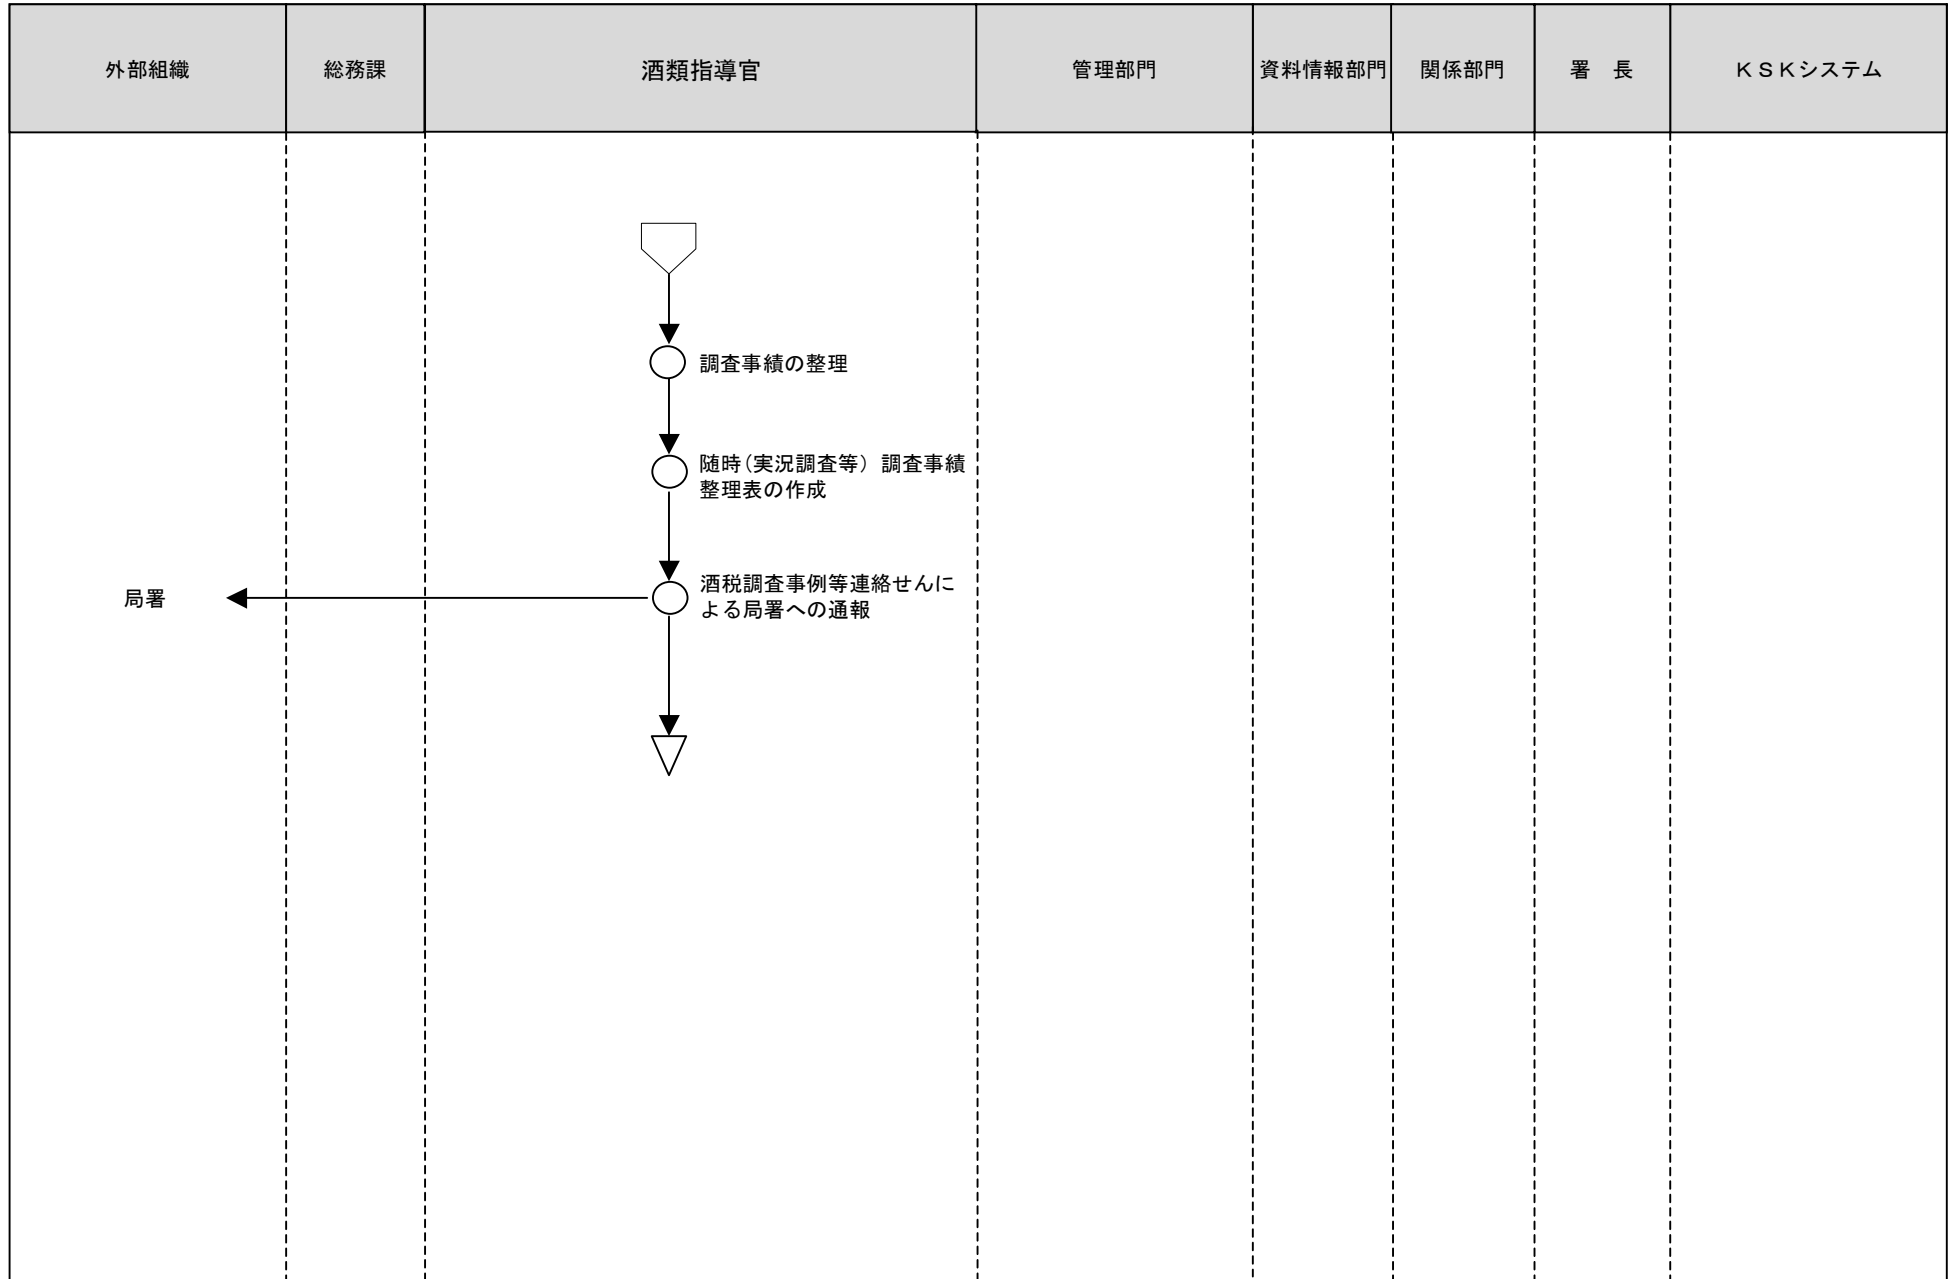 外部組織
総務課
酒類指導官
管理部門
資料情報部門
関係部門
署　長
ＫＳＫシステム
調査事績の整理
随時(実況調査等）調査事績
整理表の作成
酒税調査事例等連絡せんに
よる局署への通報
局署